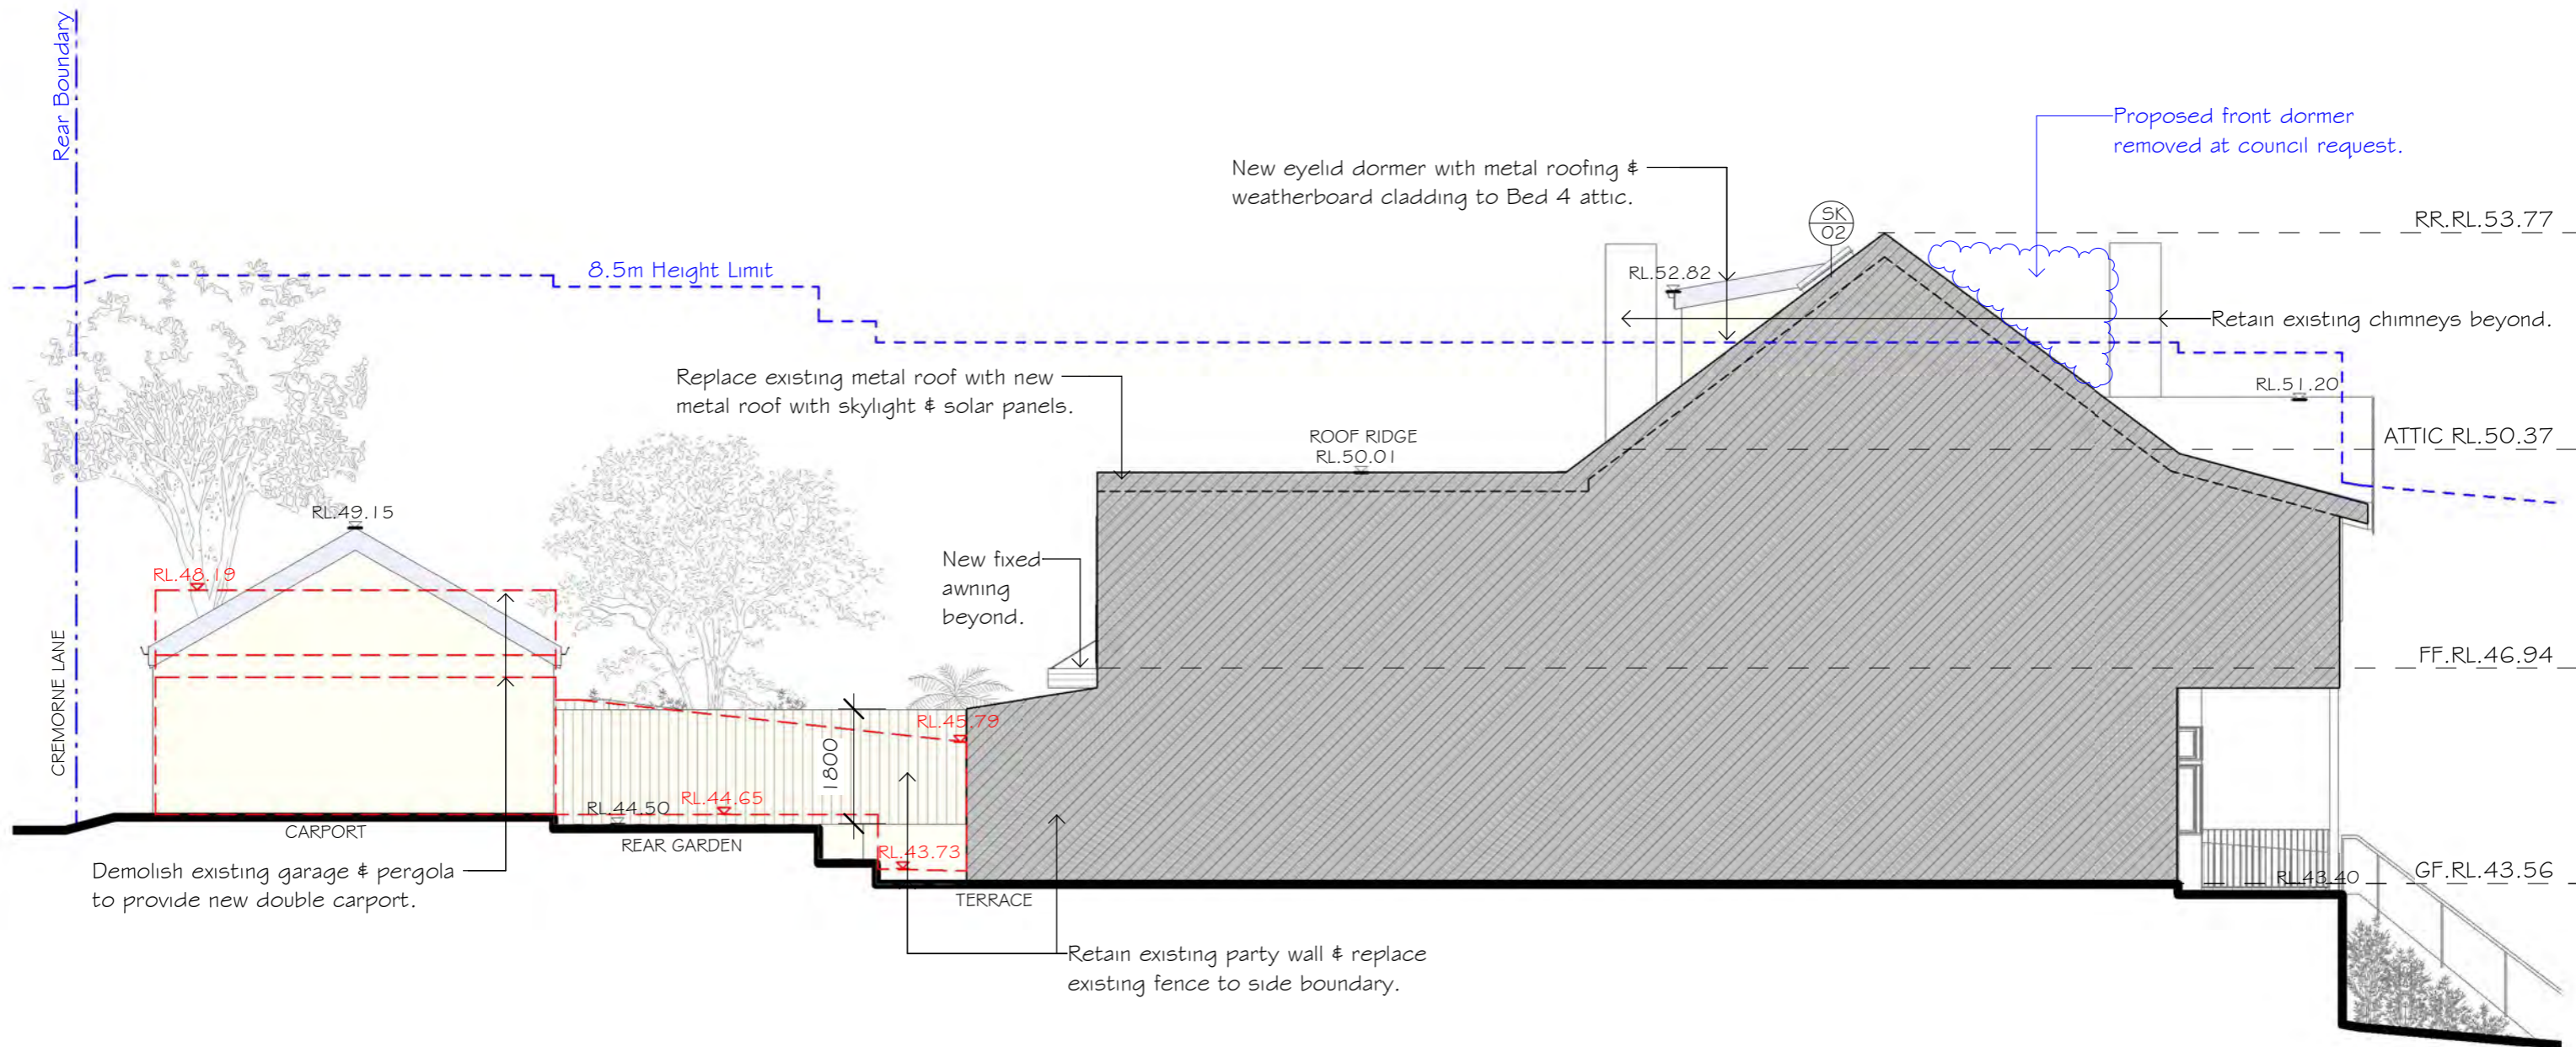 Rear Boundary
Proposed front dormer
removed at council request.
New eyelid dormer with metal roofing &
weatherboard cladding to Bed 4 attic.
SK
02
RR.RL.53.77
8.5m Height Limit
RL.52.82
Retain existing chimneys beyond.
Replace existing metal roof with new
metal roof with skylight & solar panels.
RL.51.20
ROOF RIDGE
RL.50.01
ATTIC RL.50.37
RL.49.15
New fixed
awning
beyond.
RL.48.19
CREMORNE LANE
FF.RL.46.94
RL.45.79
1800
RL.44.50
RL.44.65
CARPORT
REAR GARDEN
RL.43.73
Demolish existing garage & pergola
to provide new double carport.
TERRACE
RL.43.40
GF.RL.43.56
Retain existing party wall & replace
existing fence to side boundary.